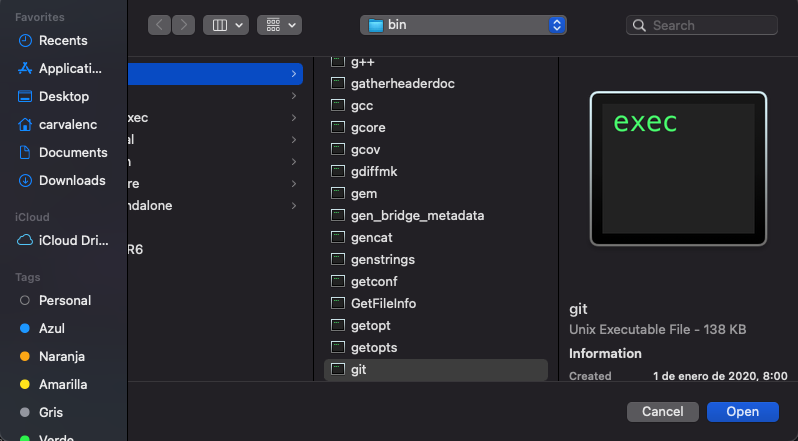 Favorites
Recents
Applicati...
Desktop
carvalenc
Documents
Downloads
iCloud
iCloud Dri...
Tags
Personal
Azul
Naranja
Amarilla
Gris
Verde
bin
Search
xec
al
n
re
ndalone
R6
g++
gatherheaderdoc
gcc
gcore
gcov
gdiffmk
gem
gen_bridge_metadata
gencat
genstrings
getconf
GetFileInfo
getopt
getopts
git
exec
git
Unix Executable File - 138 KB
Information
Created 1 de enero de 2020, 8:00
Cancel
Open